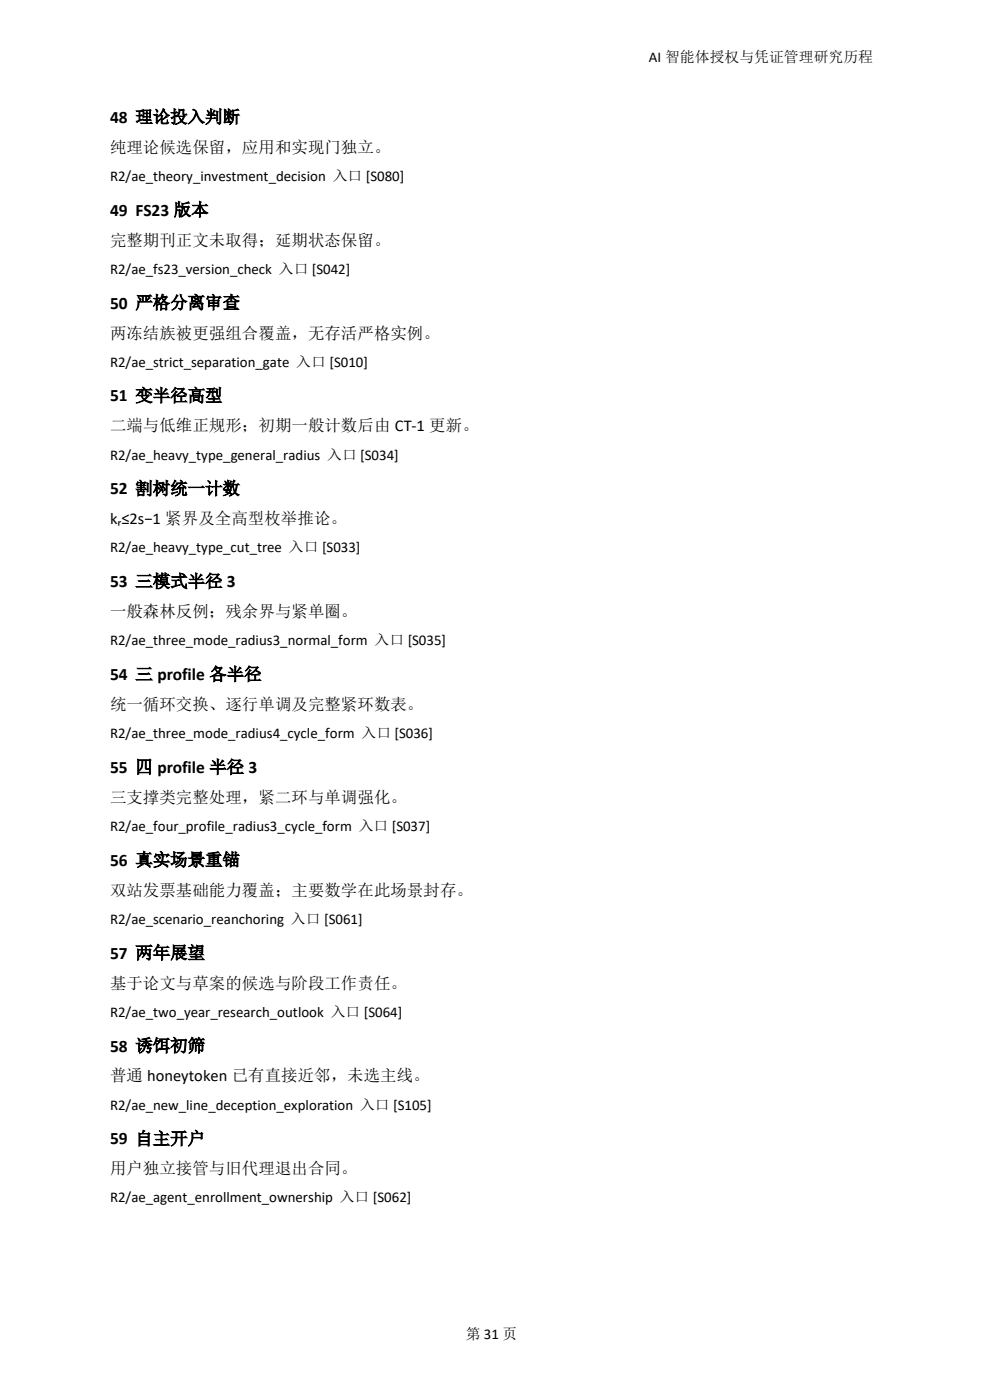 AI 智能体授权与凭证管理研究历程
48 理论投入判断
纯理论候选保留，应用和实现门独立。
R2/ae_theory_investment_decision 入口 [S080]
49 FS23 版本
完整期刊正文未取得；延期状态保留。
R2/ae_fs23_version_check 入口 [S042]
50 严格分离审查
两冻结族被更强组合覆盖，无存活严格实例。
R2/ae_strict_separation_gate 入口 [S010]
51 变半径高型
二端与低维正规形；初期一般计数后由 CT-1 更新。
R2/ae_heavy_type_general_radius 入口 [S034]
52 割树统一计数
kᵣ≤2s−1 紧界及全高型枚举推论。
R2/ae_heavy_type_cut_tree 入口 [S033]
53 三模式半径 3
一般森林反例；残余界与紧单圈。
R2/ae_three_mode_radius3_normal_form 入口 [S035]
54 三 profile 各半径
统一循环交换、逐行单调及完整紧环数表。
R2/ae_three_mode_radius4_cycle_form 入口 [S036]
55 四 profile 半径 3
三支撑类完整处理，紧二环与单调强化。
R2/ae_four_profile_radius3_cycle_form 入口 [S037]
56 真实场景重锚
双站发票基础能力覆盖；主要数学在此场景封存。
R2/ae_scenario_reanchoring 入口 [S061]
57 两年展望
基于论文与草案的候选与阶段工作责任。
R2/ae_two_year_research_outlook 入口 [S064]
58 诱饵初筛
普通 honeytoken 已有直接近邻，未选主线。
R2/ae_new_line_deception_exploration 入口 [S105]
59 自主开户
用户独立接管与旧代理退出合同。
R2/ae_agent_enrollment_ownership 入口 [S062]
第 31 页